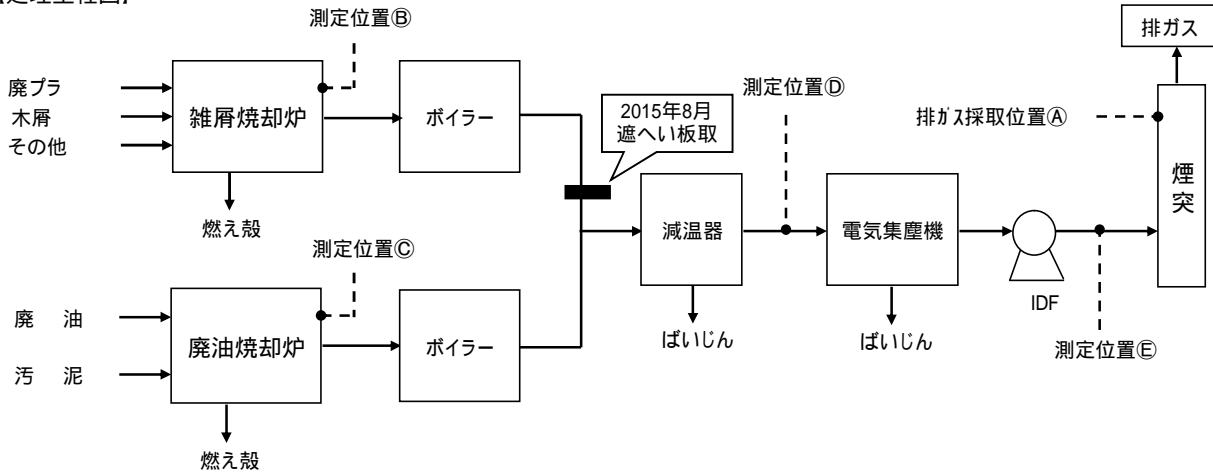 【処理工程図】
測定位置Ⓑ
排ガス
廃プラ
木屑
その他
雑屑焼却炉
ボイラー
2015年8月
遮へい板取
測定位置Ⓓ
排ガス採取位置Ⓐ
煙突
燃え殻
減温器
電気集塵機
測定位置Ⓒ
IDF
廃 油
汚 泥
廃油焼却炉
ボイラー
ばいじん
ばいじん
測定位置Ⓔ
燃え殻